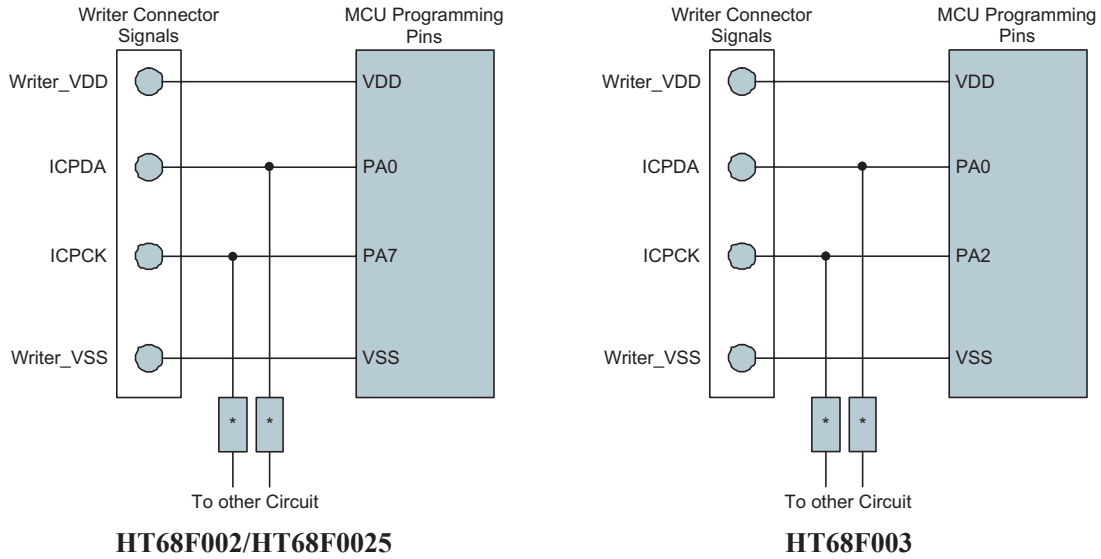 Writer Connector
Signals
MCU Programming
Pins
Writer_VDD
VDD
ICPDA
PA0
ICPCK
PA7
Writer_VSS
VSS
*
*
To other Circuit
HT68F002/HT68F0025
Writer Connector
Signals
MCU Programming
Pins
Writer_VDD
VDD
ICPDA
PA0
ICPCK
PA2
Writer_VSS
VSS
*
*
To other Circuit
HT68F003